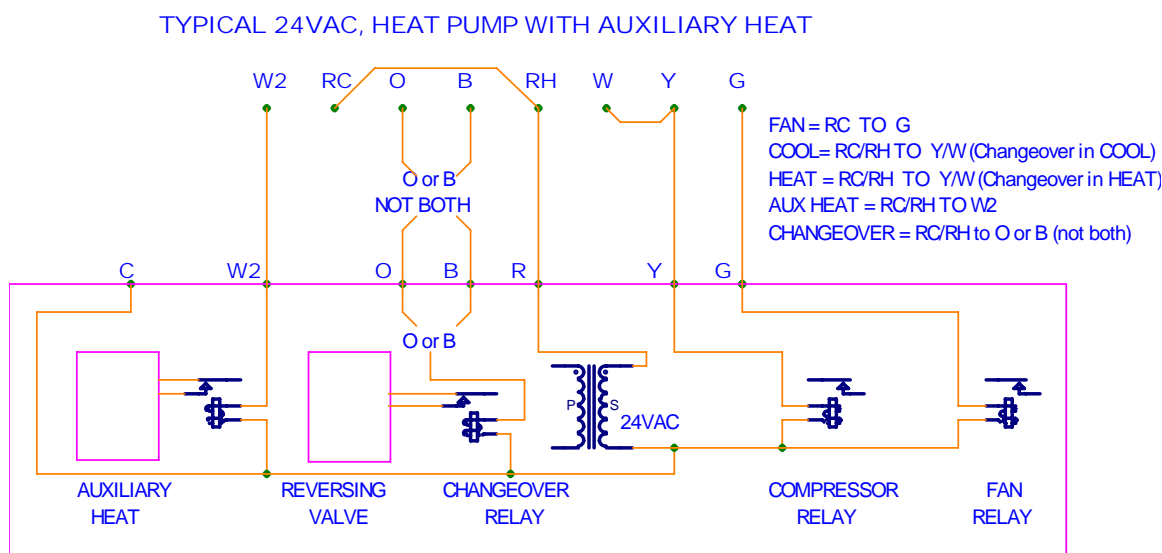 TYPICAL 24VAC, HEAT PUMP WITH AUXILIARY HEAT
W2 RC O B RH W Y G
FAN = RC TO G
COOL= RC/RH TO Y/W (Changeover in COOL)
HEAT = RC/RH TO Y/W (Changeover in HEAT)
AUX HEAT = RC/RH TO W2
CHANGEOVER = RC/RH to O or B (not both)
O or B
NOT BOTH
C W2 O B R Y G
O or B
P S
24VAC
AUXILIARY
HEAT
REVERSING
VALVE
CHANGEOVER
RELAY
COMPRESSOR
RELAY
FAN
RELAY